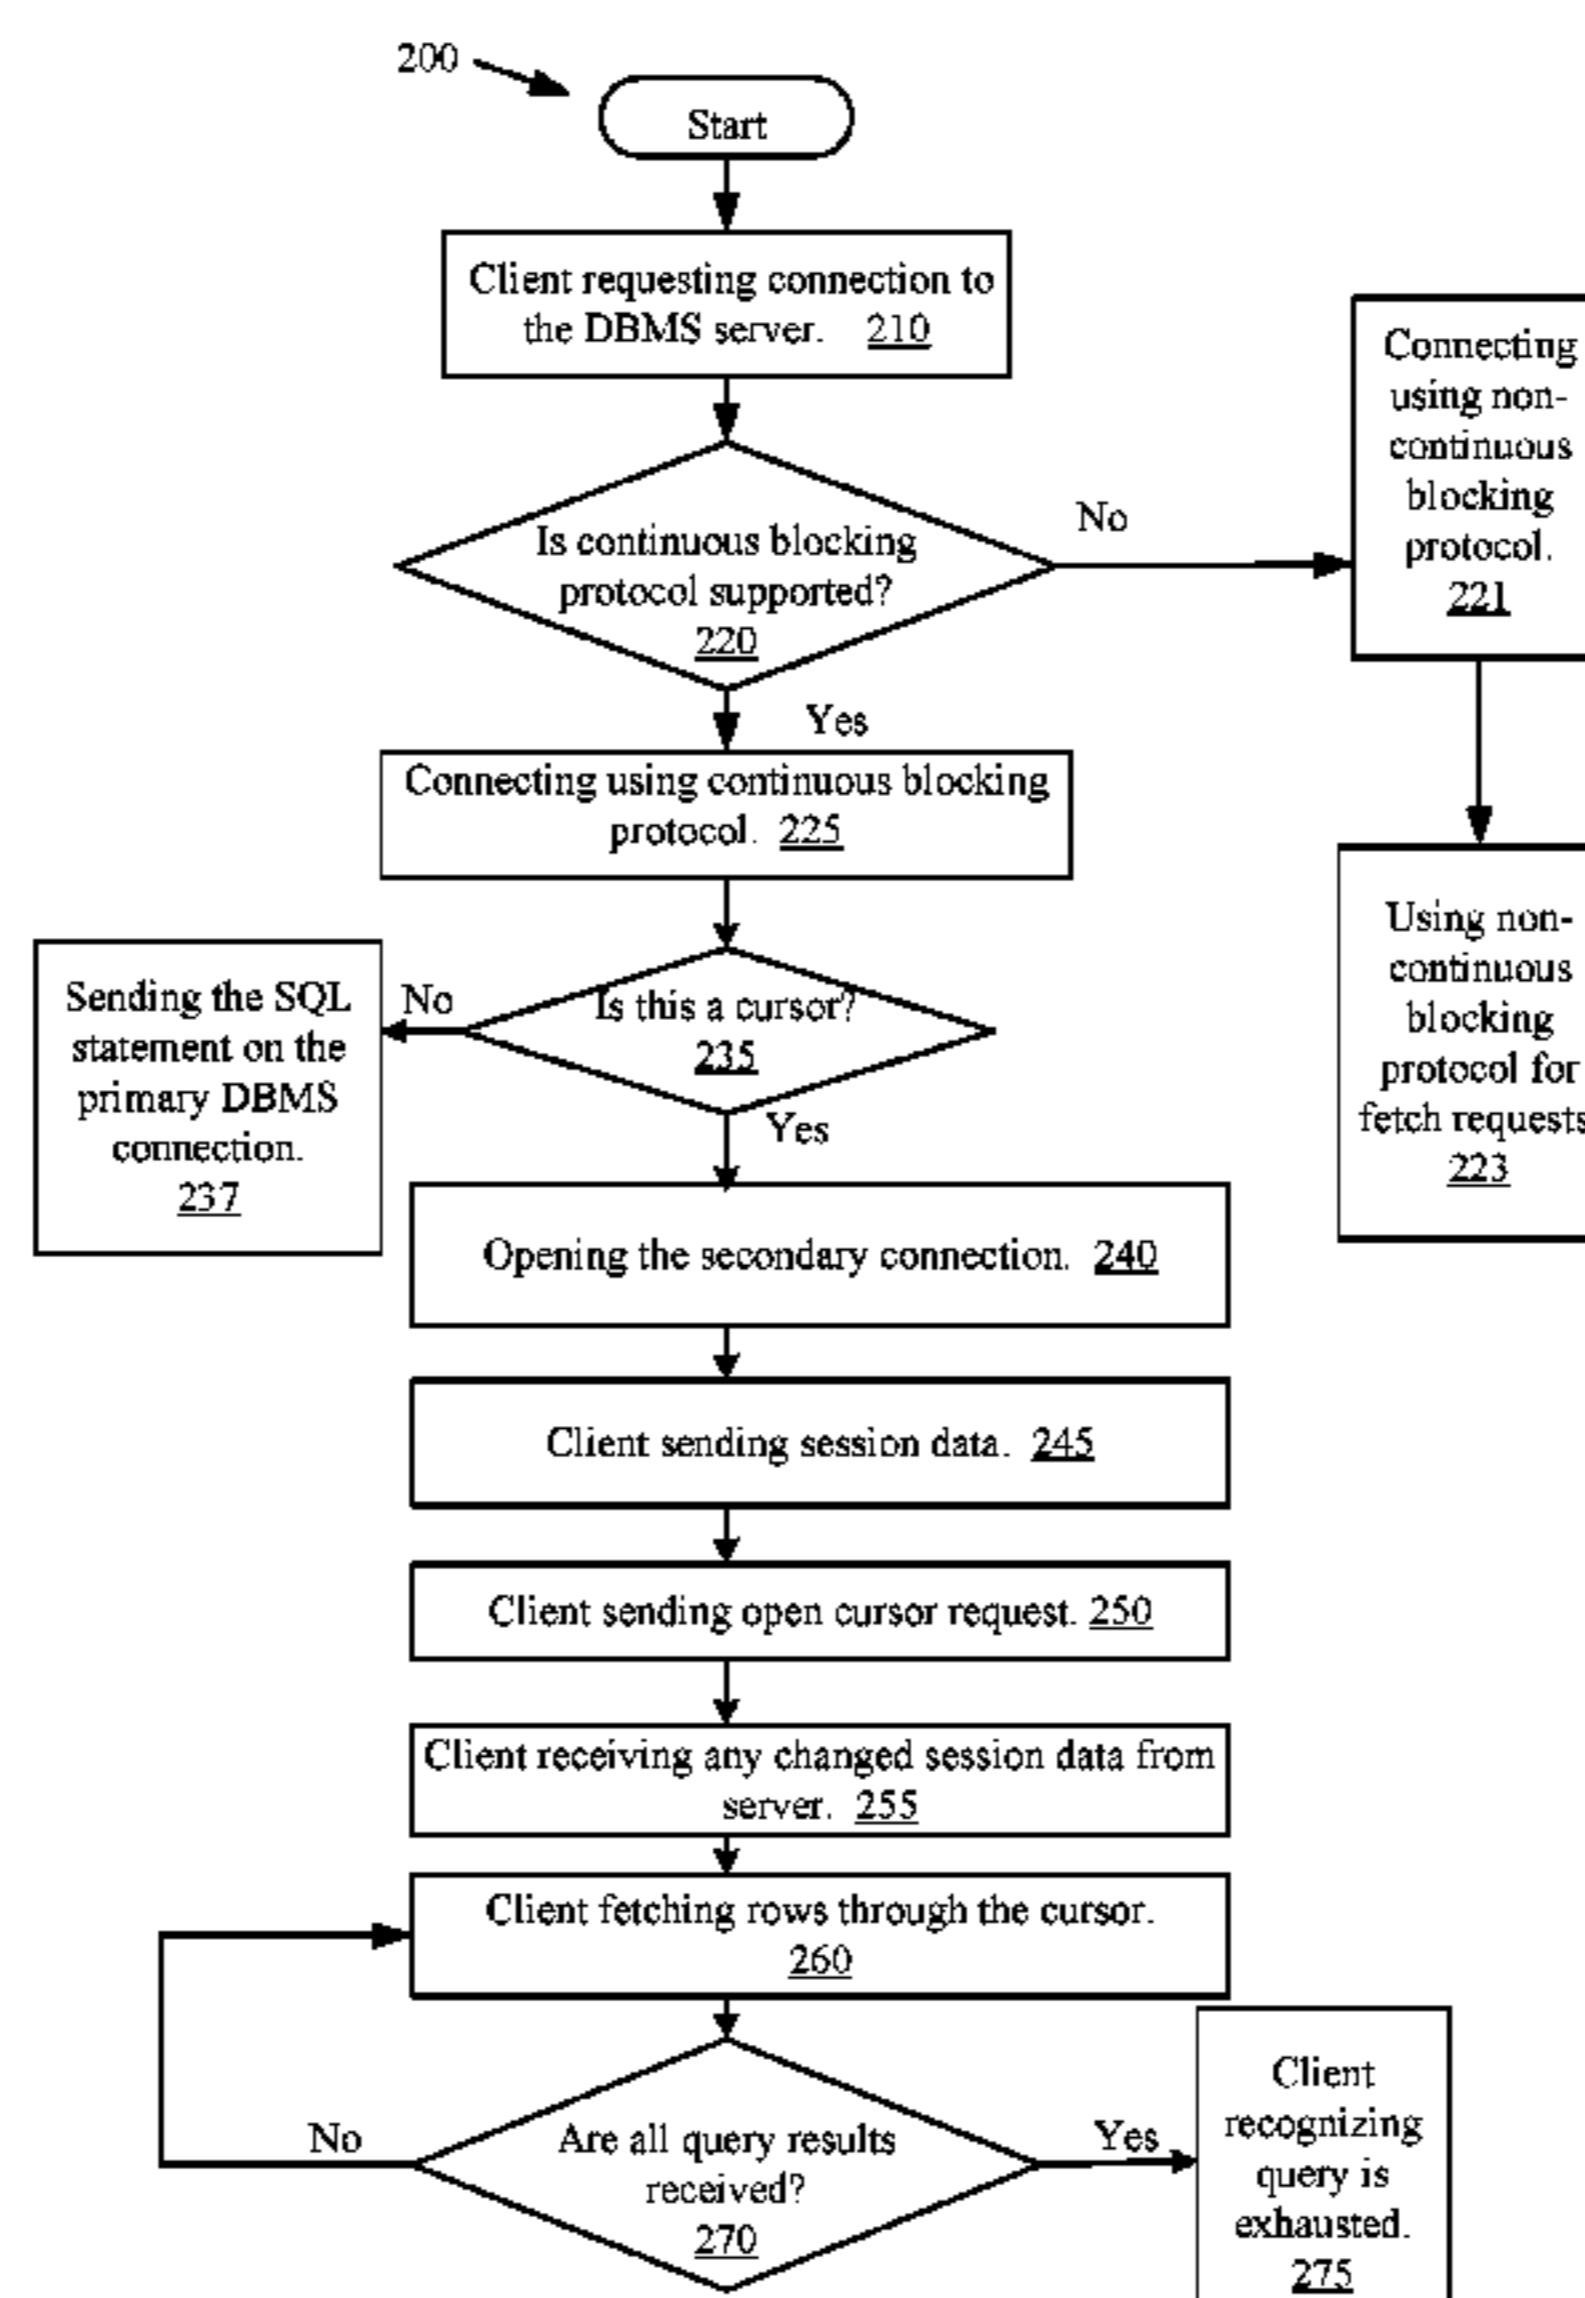 200
Start
Client requesting connection to
the DBMS server. 210
Is continuous blocking
protocol supported?
220
No
Connecting
using non-
continuous
blocking
protocol.
221
Yes
Connecting using continuous blocking
protocol. 225
Using non-
continuous
blocking
protocol for
fetch requests
223
Is this a cursor?
235
No
Sending the SQL
statement on the
primary DBMS
connection.
237
Yes
Opening the secondary connection. 240
Client sending session data. 245
Client sending open cursor request. 250
Client receiving any changed session data from
server. 255
Client fetching rows through the cursor.
260
Are all query results
received?
270
No
Yes
Client
recognizing
query is
exhausted.
275